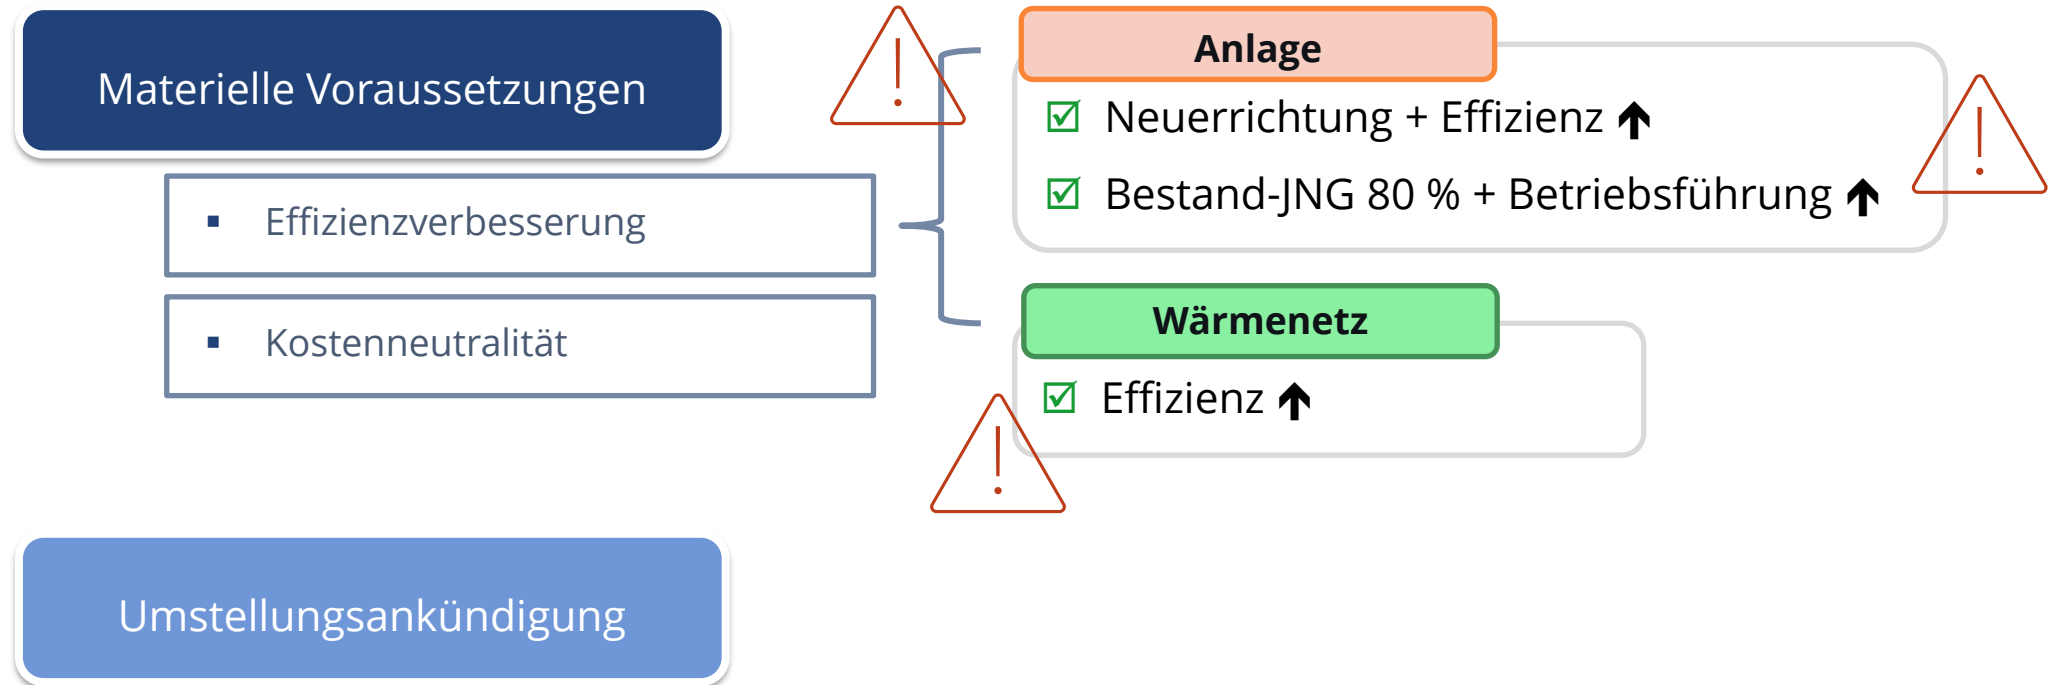 Materielle Voraussetzungen
▪ Effizienzverbesserung
▪ Kostenneutralität
Anlage
☑ Neuerrichtung + Effizienz 🡹
☑ Bestand-JNG 80 % + Betriebsführung 🡹
Wärmenetz
☑ Effizienz 🡹
Umstellungsankündigung